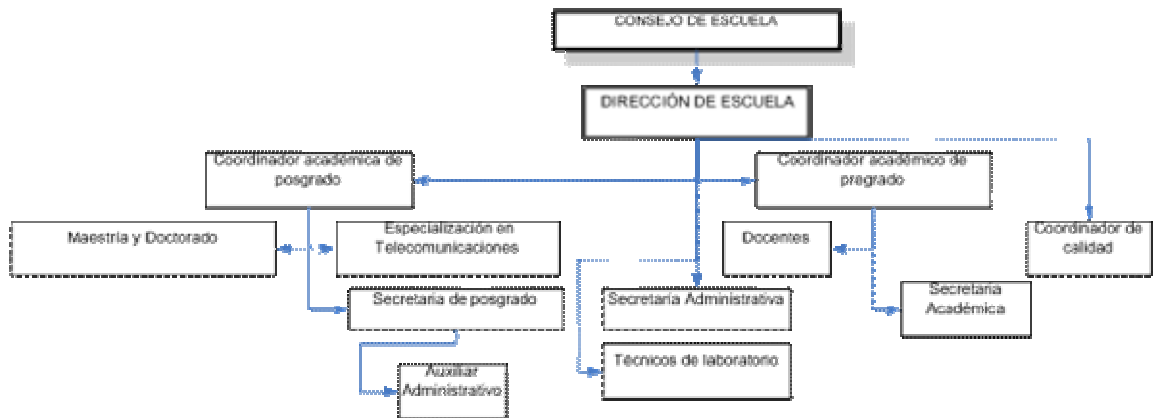 CONSEJO DE ESCUELA
DIRECCIÓN DE ESCUELA
Coordinador académica de
posgrado
Coordinador académico de
pregrado
Maestría y Doctorado
Especialización en
Telecomunicaciones
Docentes
Coordinador de
calidad
Secretaria de posgrado
Secretaría Administrativa
Secretaria
Académica
Técnicos de laboratorio
Auxiliar
Administrativo